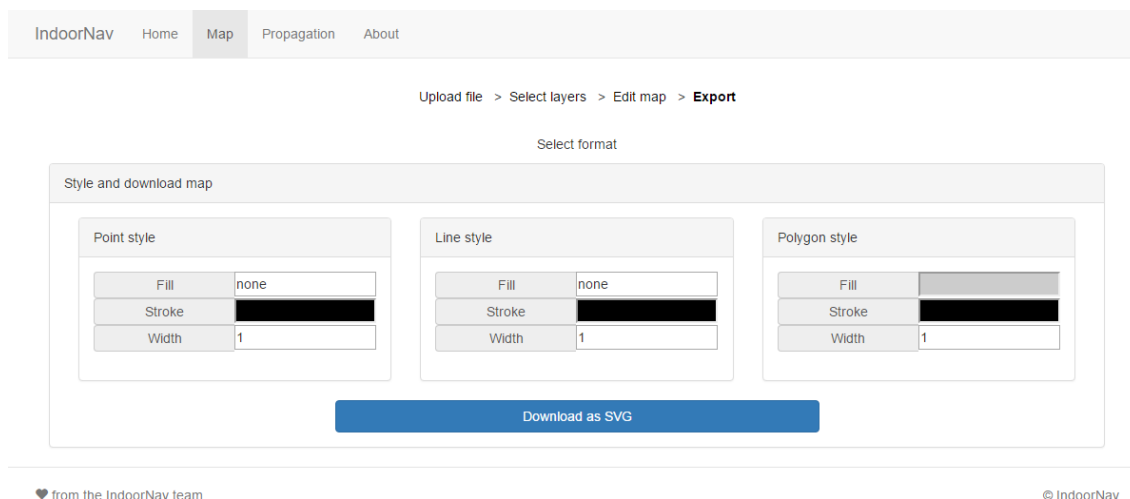 IndoorNav Home Map Propagation About
Upload file > Select layers > Edit map > Export
Select format
Style and download map
Point style
Fill none
Stroke
Width 1
Line style
Fill none
Stroke
Width 1
Polygon style
Fill
Stroke
Width 1
Download as SVG
♥ from the IndoorNav team
© IndoorNav